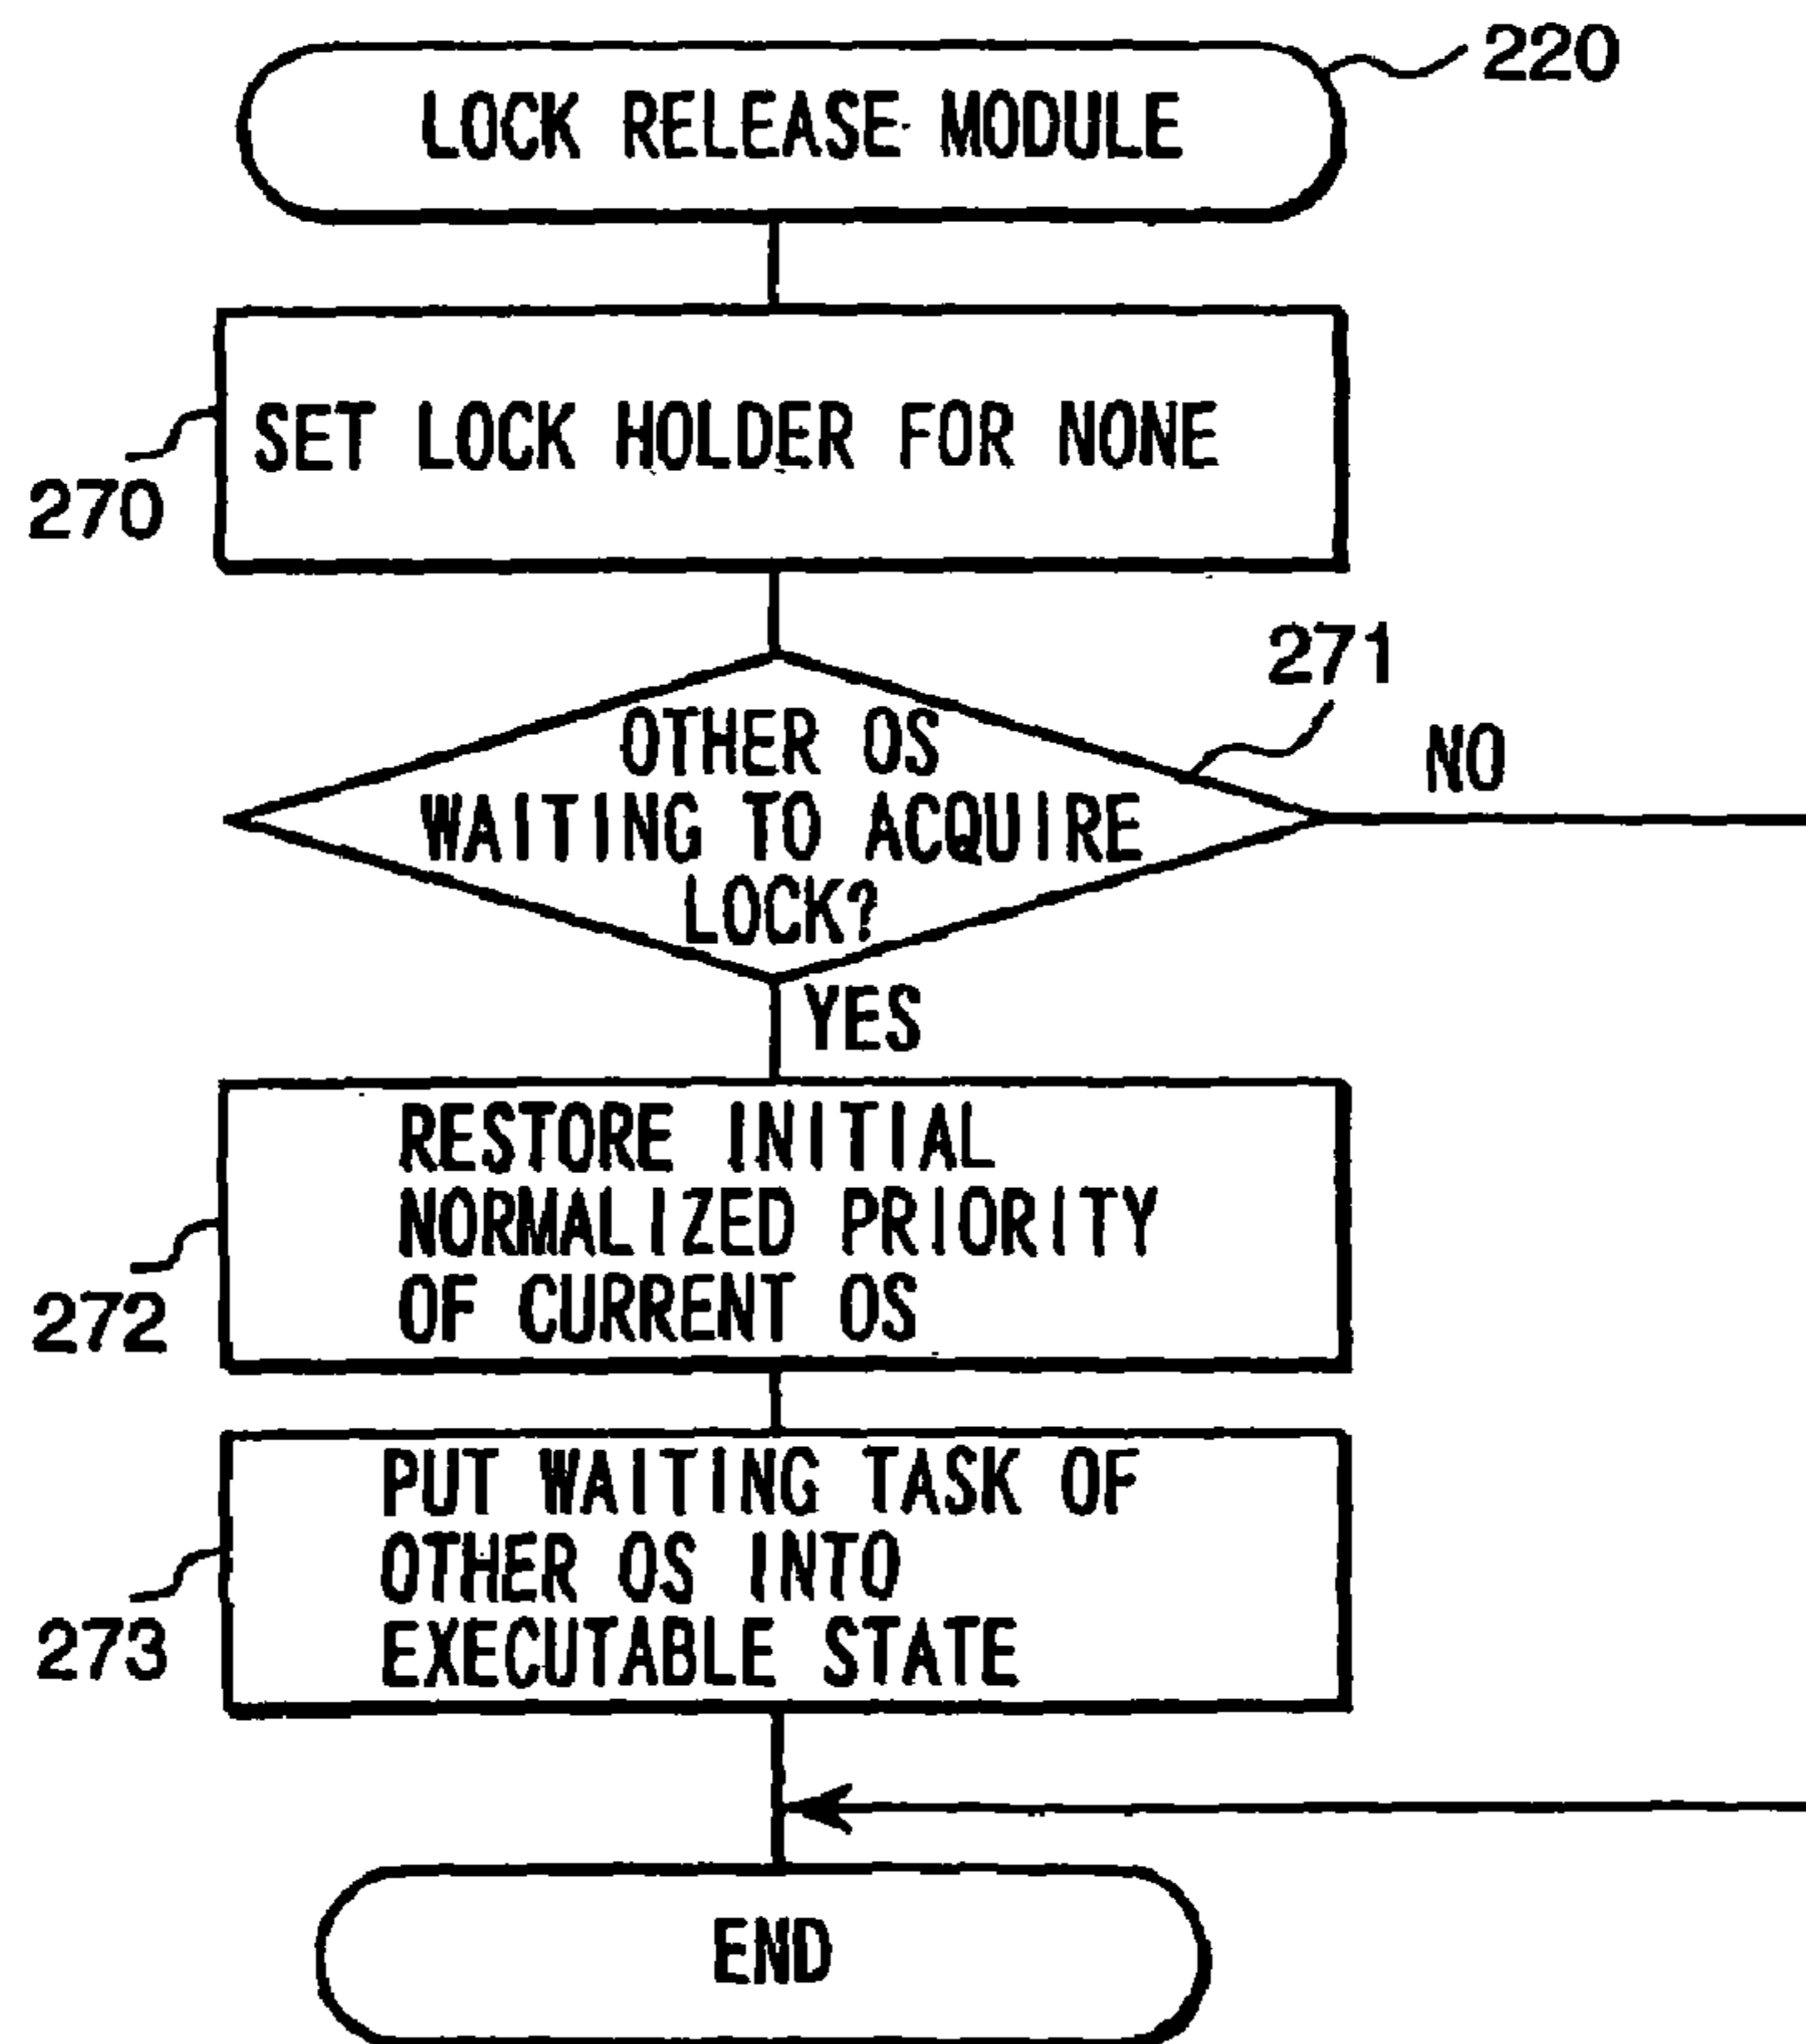 220
LOCK RELEASE MODULE
SET LOCK HOLDER FOR NONE
270
271
OTHER OS
WAITING TO ACQUIRE
LOCK?
NO
YES
RESTORE INITIAL
NORMALIZED PRIORITY
OF CURRENT OS
272
PUT WAITING TASK OF
OTHER OS INTO
EXECUTABLE STATE
273
END